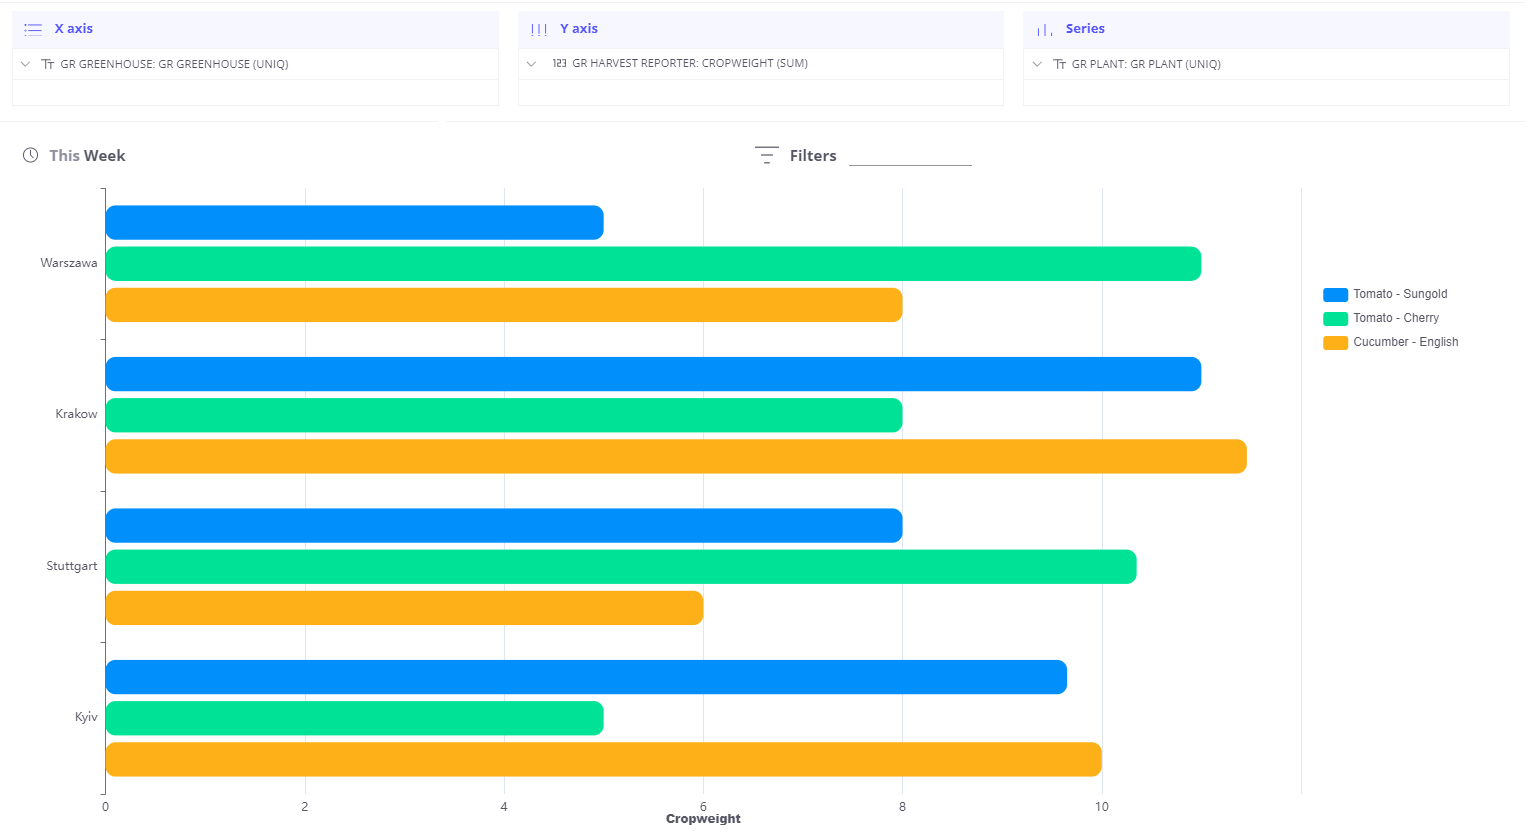 X axis
Y axis
Series
GR GREENHOUSE: GR GREENHOUSE (UNIQ)
123 GR HARVEST REPORTER: CROPWEIGHT (SUM)
GR PLANT: GR PLANT (UNIQ)
This Week
Filters
Warszawa
Krakow
Stuttgart
Kyiv
Tomato - Sungold
Tomato - Cherry
Cucumber - English
0 2 4 6 8 10
Cropweight